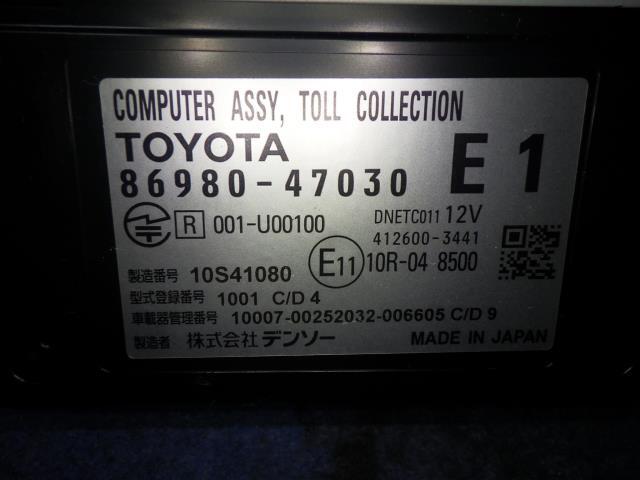 COMPUTER ASSY, TOLL COLLECTION
TOYOTA
86980-47030
E 1
R 001-U00100
DNETC011 12V
412600-3441
E11 10R-04 8500
製造番号 10S41080
型式登録番号 1001 C/D 4
車載器管理番号 10007-00252032-006605 C/D 9
製造者 株式会社デンソー MADE IN JAPAN